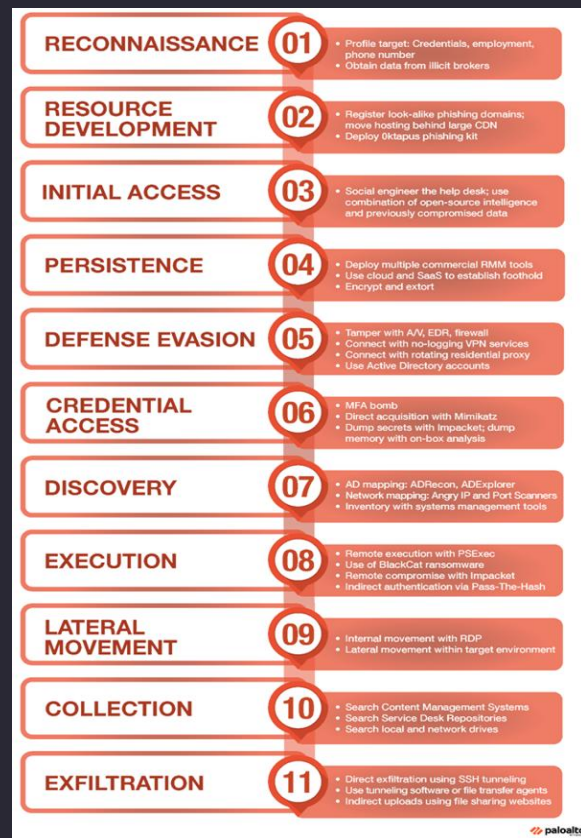 RECONNAISSANCE
01
• Profile target: Credentials, employment,
phone number
• Obtain data from illicit brokers
RESOURCE
DEVELOPMENT
02
• Register look-alike phishing domains;
move hosting behind large CDN
• Deploy 0ktapus phishing kit
INITIAL ACCESS
03
• Social engineer the help desk; use
combination of open-source intelligence
and previously compromised data
PERSISTENCE
04
• Deploy multiple commercial RMM tools
• Use cloud and SaaS to establish foothold
• Encrypt and extort
DEFENSE EVASION
05
• Tamper with A/V, EDR, firewall
• Connect with no-logging VPN services
• Connect with rotating residential proxy
• Use Active Directory accounts
CREDENTIAL
ACCESS
06
• MFA bomb
• Direct acquisition with Mimikatz
• Dump secrets with Impacket; dump
memory with on-box analysis
DISCOVERY
07
• AD mapping: ADRecon, ADExplorer
• Network mapping: Angry IP and Port Scanners
• Inventory with systems management tools
EXECUTION
08
• Remote execution with PSExec
• Use of BlackCat ransomware
• Remote compromise with Impacket
• Indirect authentication via Pass-The-Hash
LATERAL
MOVEMENT
09
• Internal movement with RDP
• Lateral movement within target environment
COLLECTION
10
• Search Content Management Systems
• Search Service Desk Repositories
• Search local and network drives
EXFILTRATION
11
• Direct exfiltration using SSH tunneling
• Use tunneling software or file transfer agents
• Indirect uploads using file sharing websites